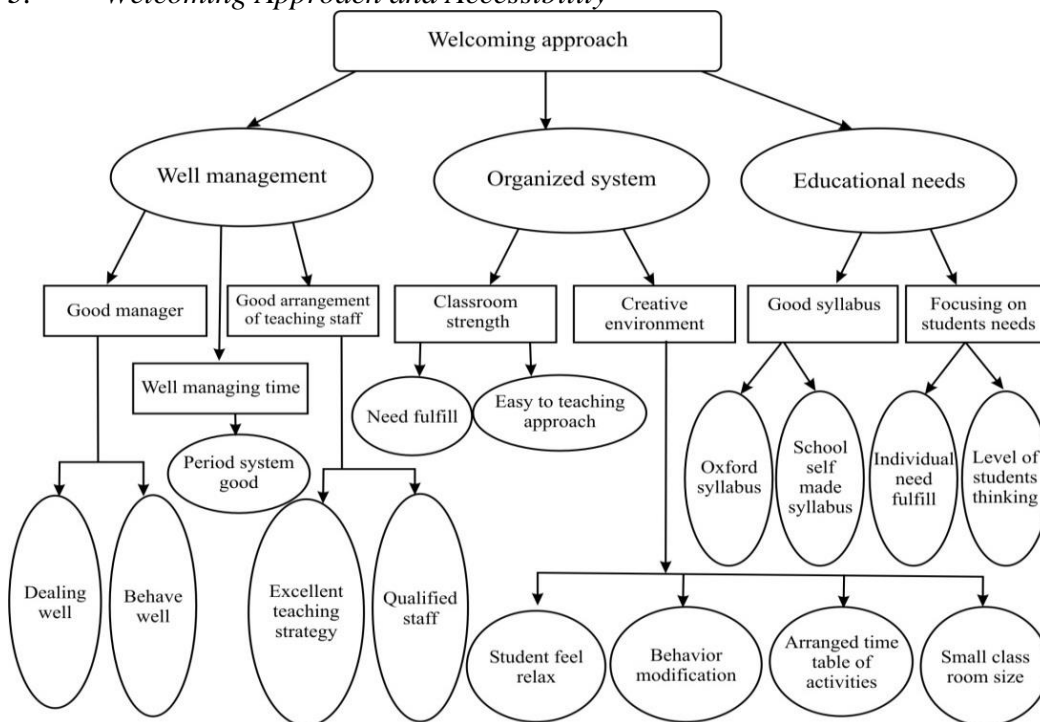 Welcoming Approach and Accessibility
Welcoming approach
Well management
Organized system
Educational needs
Good manager
Good arrangement
of teaching staff
Classroom
strength
Creative
environment
Good syllabus
Focusing on
students needs
Well managing time
Need fulfill
Easy to teaching
approach
Period system
good
Oxford
syllabus
School
self
made
syllabus
Individual
need
fulfill
Level of
students
thinking
Dealing
well
Behave
well
Excellent
teaching
strategy
Qualified
staff
Student feel
relax
Behavior
modification
Arranged time
table of
activities
Small class
room size